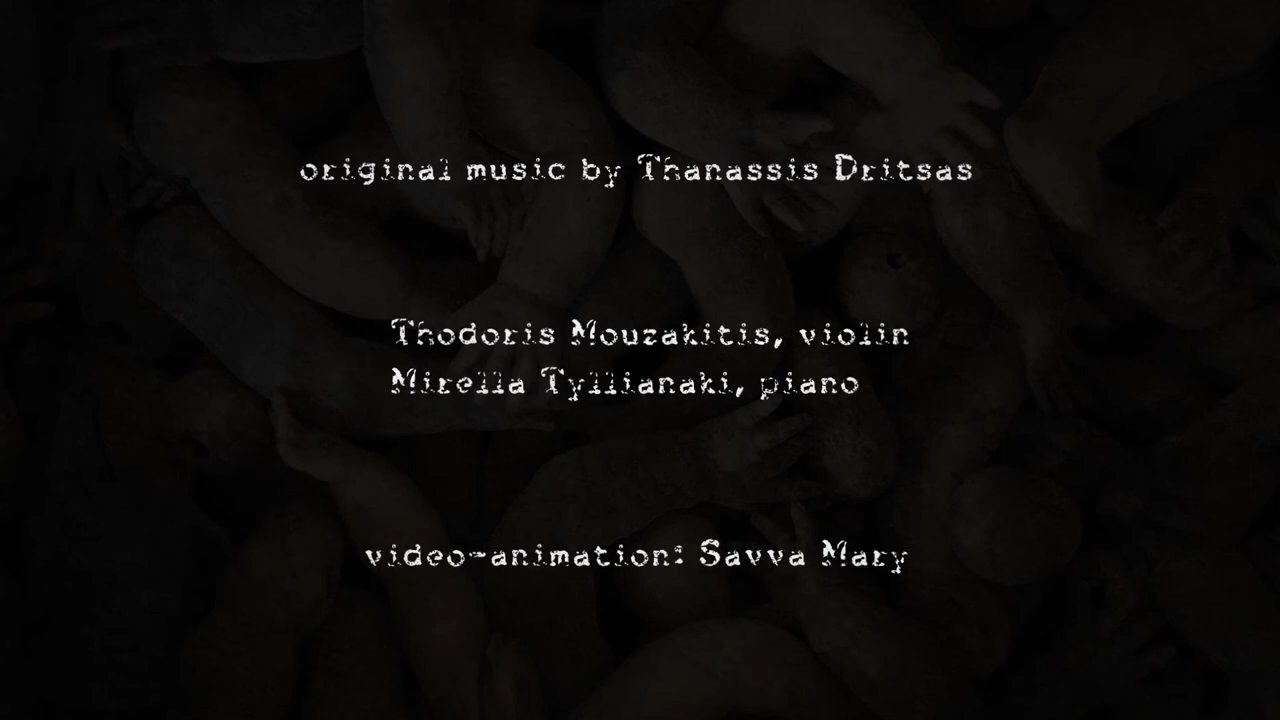 original music by Thanassis Dritsas
Thodoris Mouzakitis, violin
Mirella Tyllianaki, piano
video-animation: Savva Mary